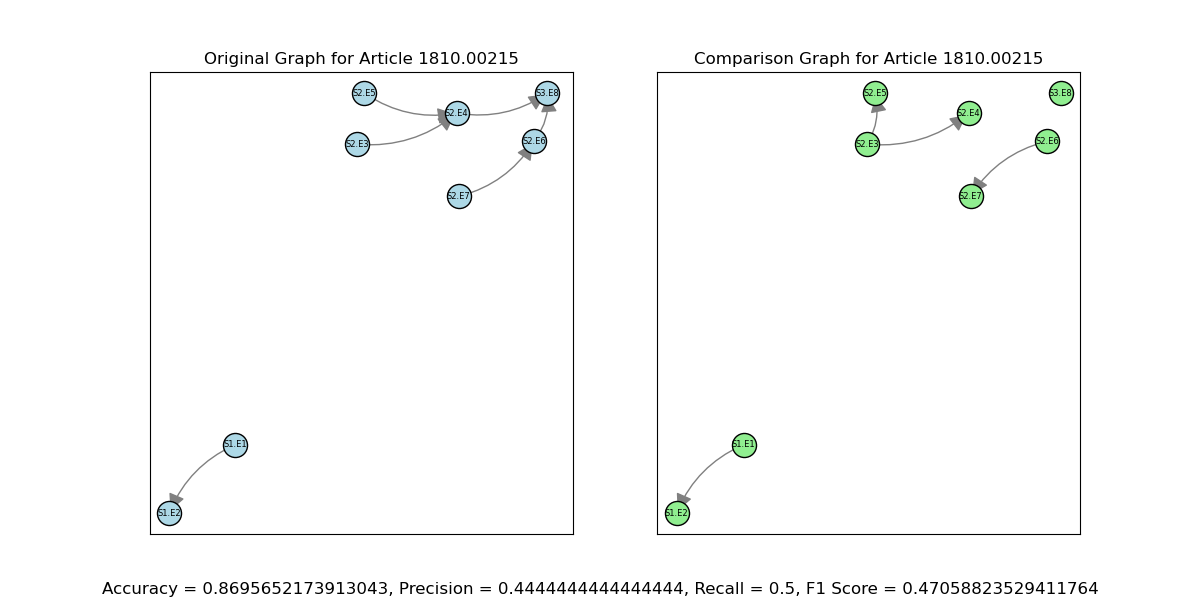 Original Graph for Article 1810.00215
Comparison Graph for Article 1810.00215
S2.E5
S3.E8
S2.E4
S2.E6
S2.E3
S2.E7
S1.E1
S1.E2
S2.E5
S3.E8
S2.E4
S2.E6
S2.E3
S2.E7
S1.E1
S1.E2
Accuracy = 0.8695652173913043, Precision = 0.4444444444444444, Recall = 0.5, F1 Score = 0.47058823529411764